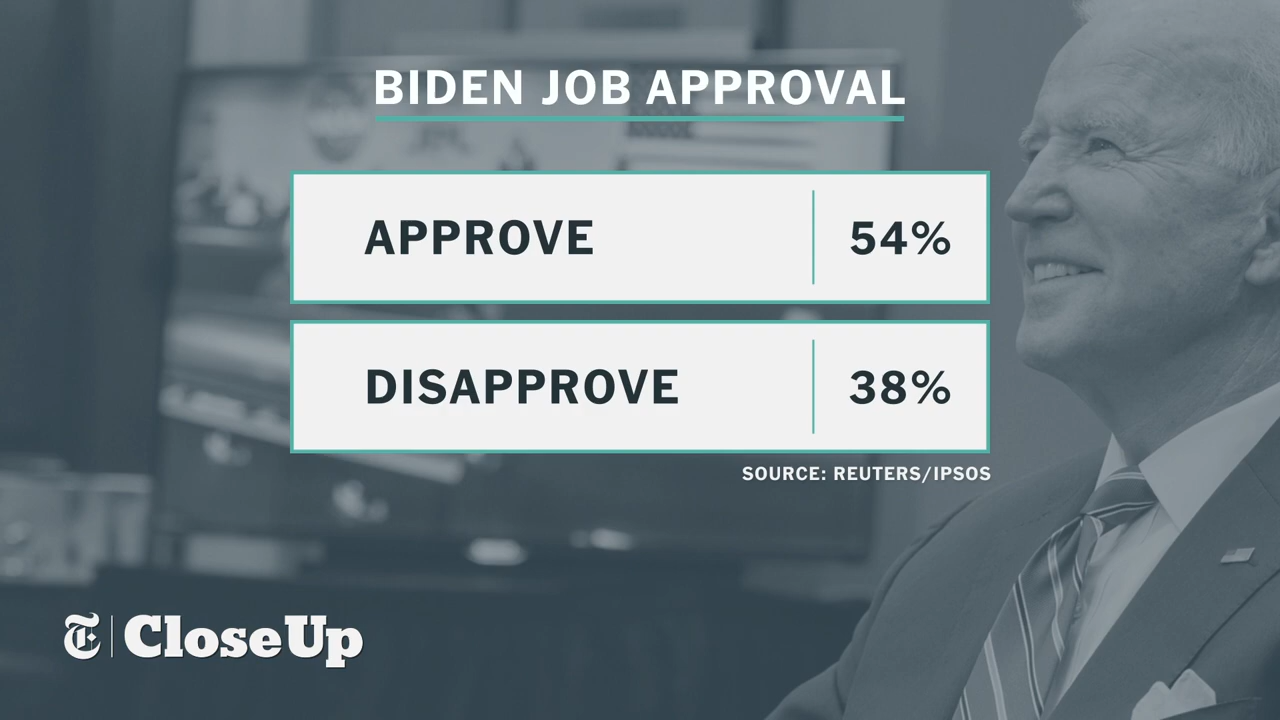 BIDEN JOB APPROVAL
APPROVE 54%
DISAPPROVE 38%
SOURCE: REUTERS/IPSOS
T CloseUp